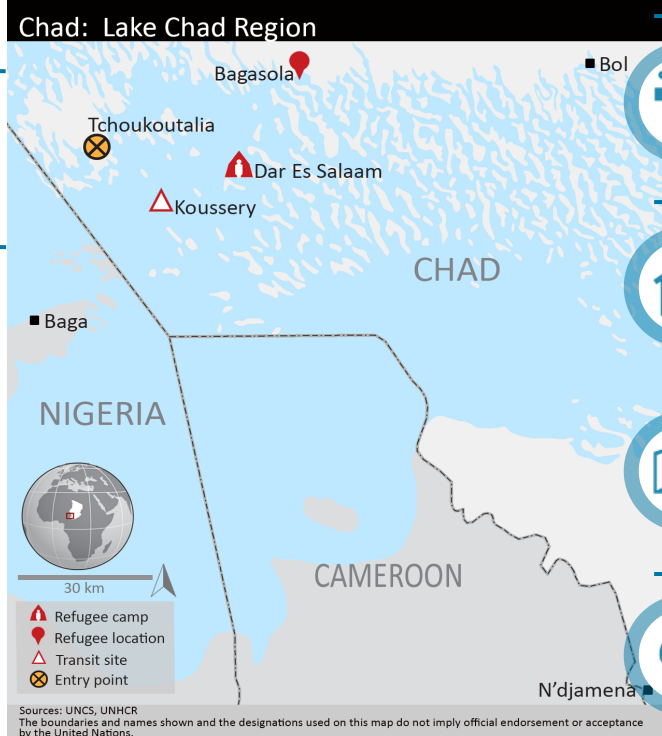 Chad:  Lake Chad Region
Bagasola
Bol
Tchoukoutalia
Dar Es Salaam
Koussery
CHAD
Baga
NIGERIA
CAMEROON
30 km
Refugee camp
Refugee location
Transit site
Entry point
N’djamena
Sources: UNCS, UNHCR
The boundaries and names shown and the designations used on this map do not imply official endorsement or acceptance
by the United Nations.